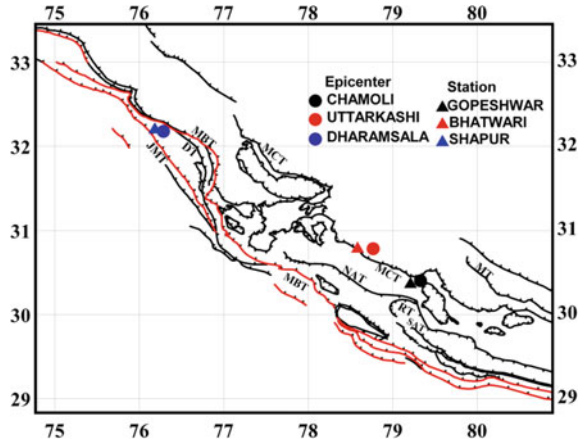 75 76 77 78 79 80
33 33
Epicenter Station
CHAMOLI GOPESHWAR
UTTARKASHI BHATWARI
DHARAMSALA SHAPUR
32 32
MBT
MCT
DT
JMT
31 31
MCT
NAT
MT
MBT
30 30
RT
SAT
29 29
75 76 77 78 79 80